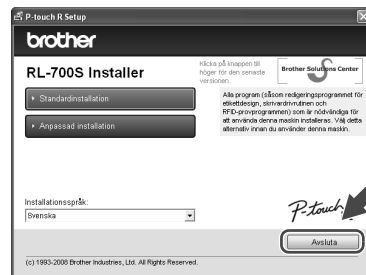 P-touch R Setup
brother
RL-700S Installer
Klicka på knappen till
höger för den senaste
versionen.
Brother Solutions Center
Standardinstallation
Anpassad installation
Alla program (såsom redigeringsprogrammet för
etikettdesign, skrivardrivrutinen och
RFID-provprogrammen) som är nödvändiga för
att använda denna maskin installeras. Välj detta
alternativ innan du använder denna maskin.
Installationsspråk:
Svenska
P-touch
Avsluta
(c) 1993-2008 Brother Industries, Ltd. All Rights Reserved.